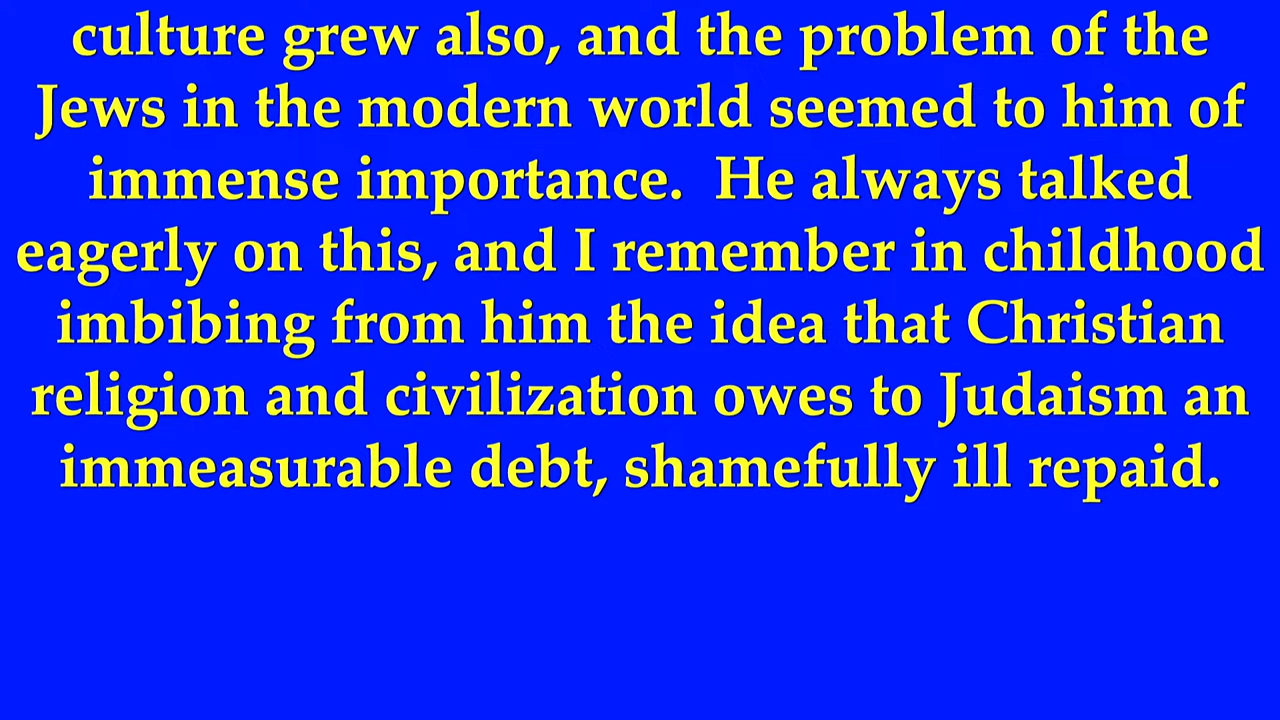 culture grew also, and the problem of the
Jews in the modern world seemed to him of
immense importance.  He always talked
eagerly on this, and I remember in childhood
imbibing from him the idea that Christian
religion and civilization owes to Judaism an
immeasurable debt, shamefully ill repaid.